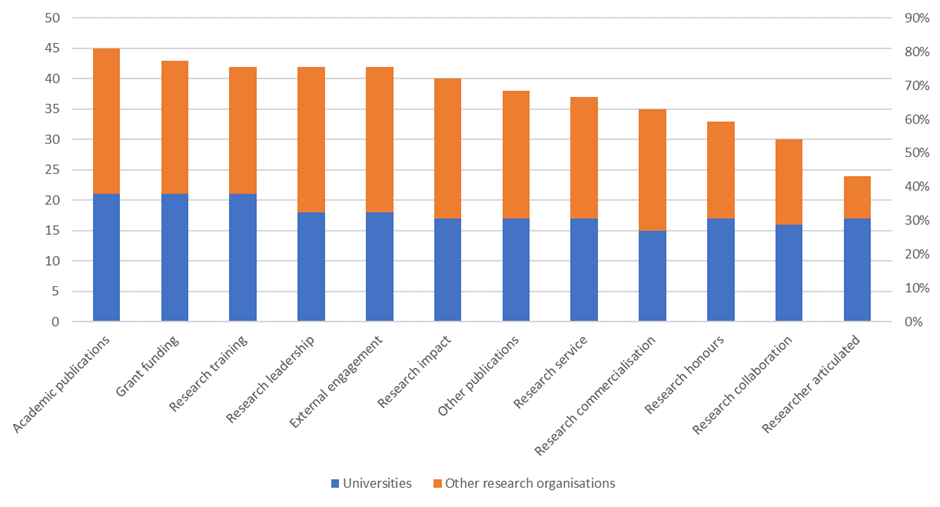 50
45
40
35
30
25
20
15
10
5
0
90%
80%
70%
60%
50%
40%
30%
20%
10%
0%
Academic publications
Grant funding
Research training
Research leadership
External engagement
Research impact
Other publications
Research service
Research commercialisation
Research honours
Research collaboration
Researcher articulated
Universities
Other research organisations